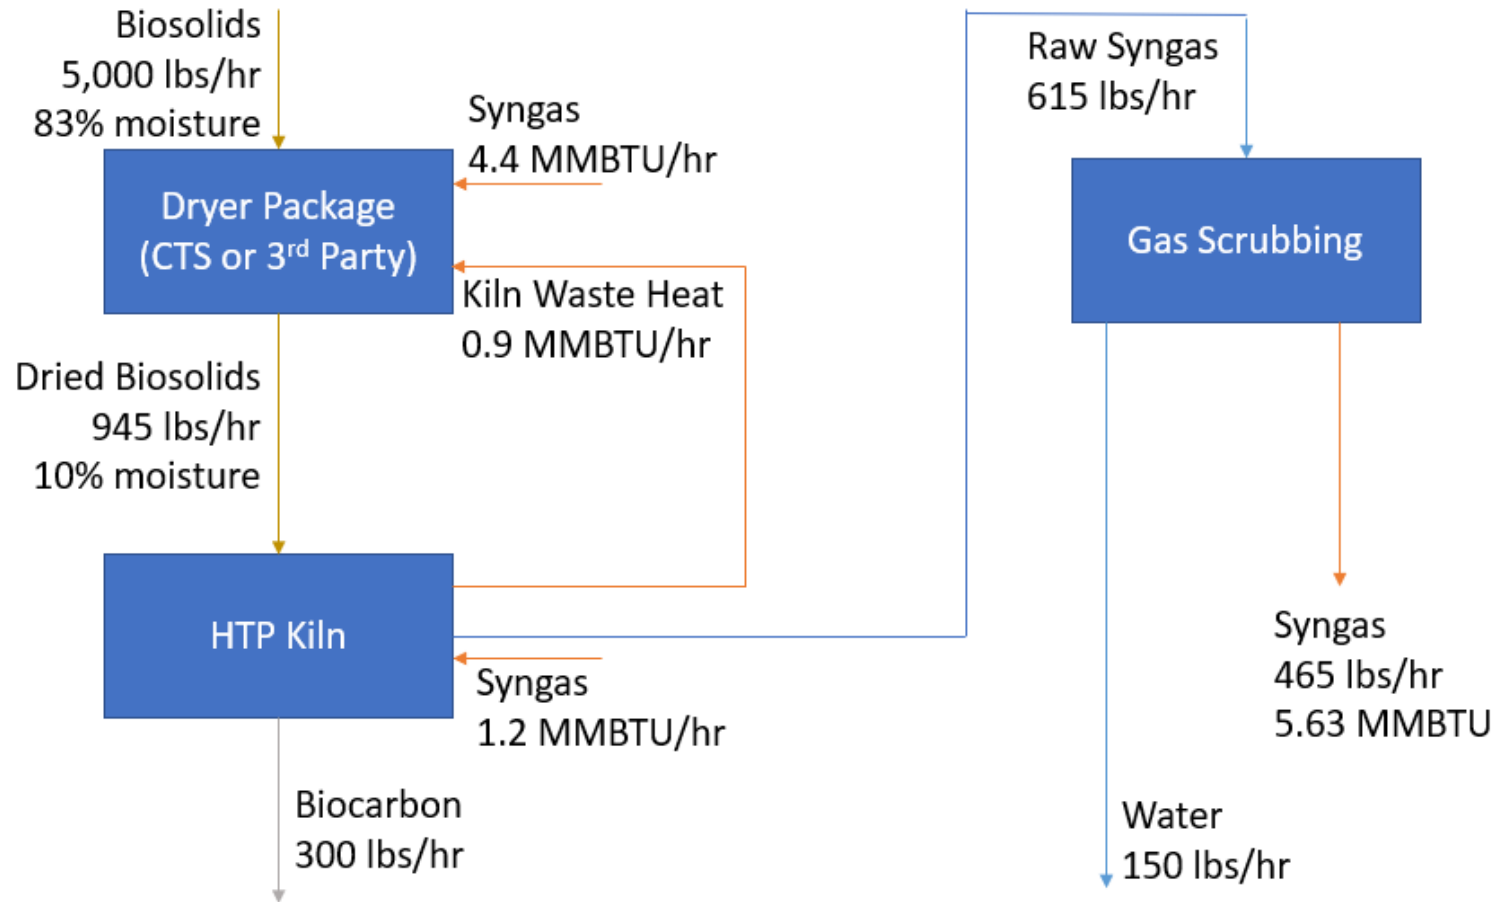 Biosolids
5,000 lbs/hr
83% moisture
Syngas
4.4 MMBTU/hr
Dryer Package
(CTS or 3rd Party)
Kiln Waste Heat
0.9 MMBTU/hr
Dried Biosolids
945 lbs/hr
10% moisture
HTP Kiln
Syngas
1.2 MMBTU/hr
Biocarbon
300 lbs/hr
Raw Syngas
615 lbs/hr
Gas Scrubbing
Syngas
465 lbs/hr
5.63 MMBTU
Water
150 lbs/hr